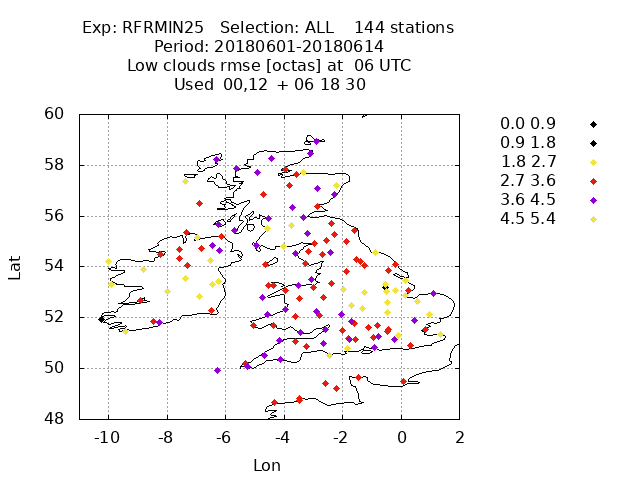 Exp: RFRMIN25 Selection: ALL 144 stations
Period: 20180601-20180614
Low clouds rmse [octas] at 06 UTC
Used 00,12 + 06 18 30
60
58
56
54
52
50
48
Lat
-10 -8 -6 -4 -2 0 2
Lon
0.0 0.9
0.9 1.8
1.8 2.7
2.7 3.6
3.6 4.5
4.5 5.4